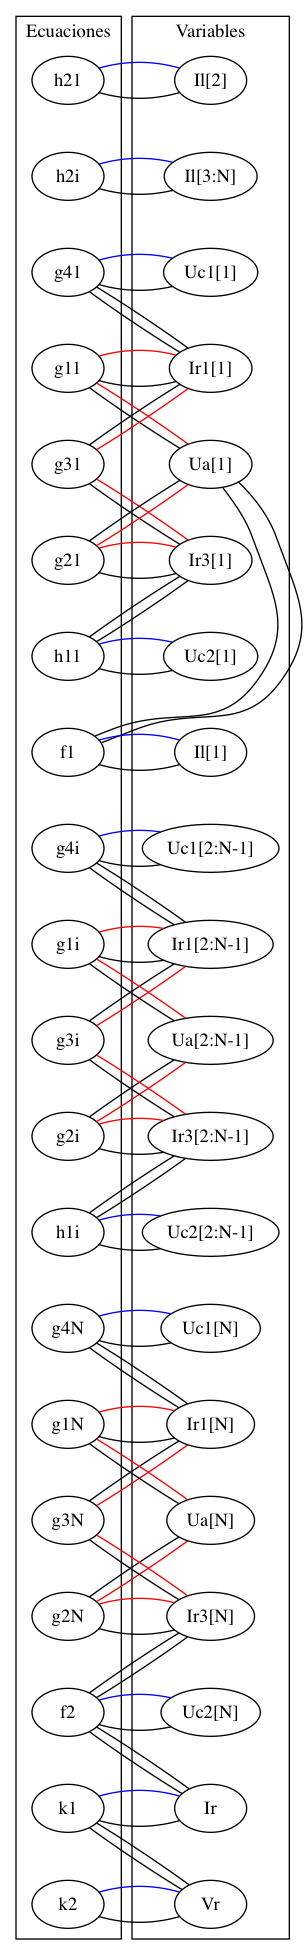 Ecuaciones Variables
h21 Il[2]
h2i Il[3:N]
g41 Uc1[1]
g11 Ir1[1]
g31 Ua[1]
g21 Ir3[1]
h11 Uc2[1]
f1 Il[1]
g4i Uc1[2:N-1]
g1i Ir1[2:N-1]
g3i Ua[2:N-1]
g2i Ir3[2:N-1]
h1i Uc2[2:N-1]
g4N Uc1[N]
g1N Ir1[N]
g3N Ua[N]
g2N Ir3[N]
f2 Uc2[N]
k1 Ir
k2 Vr